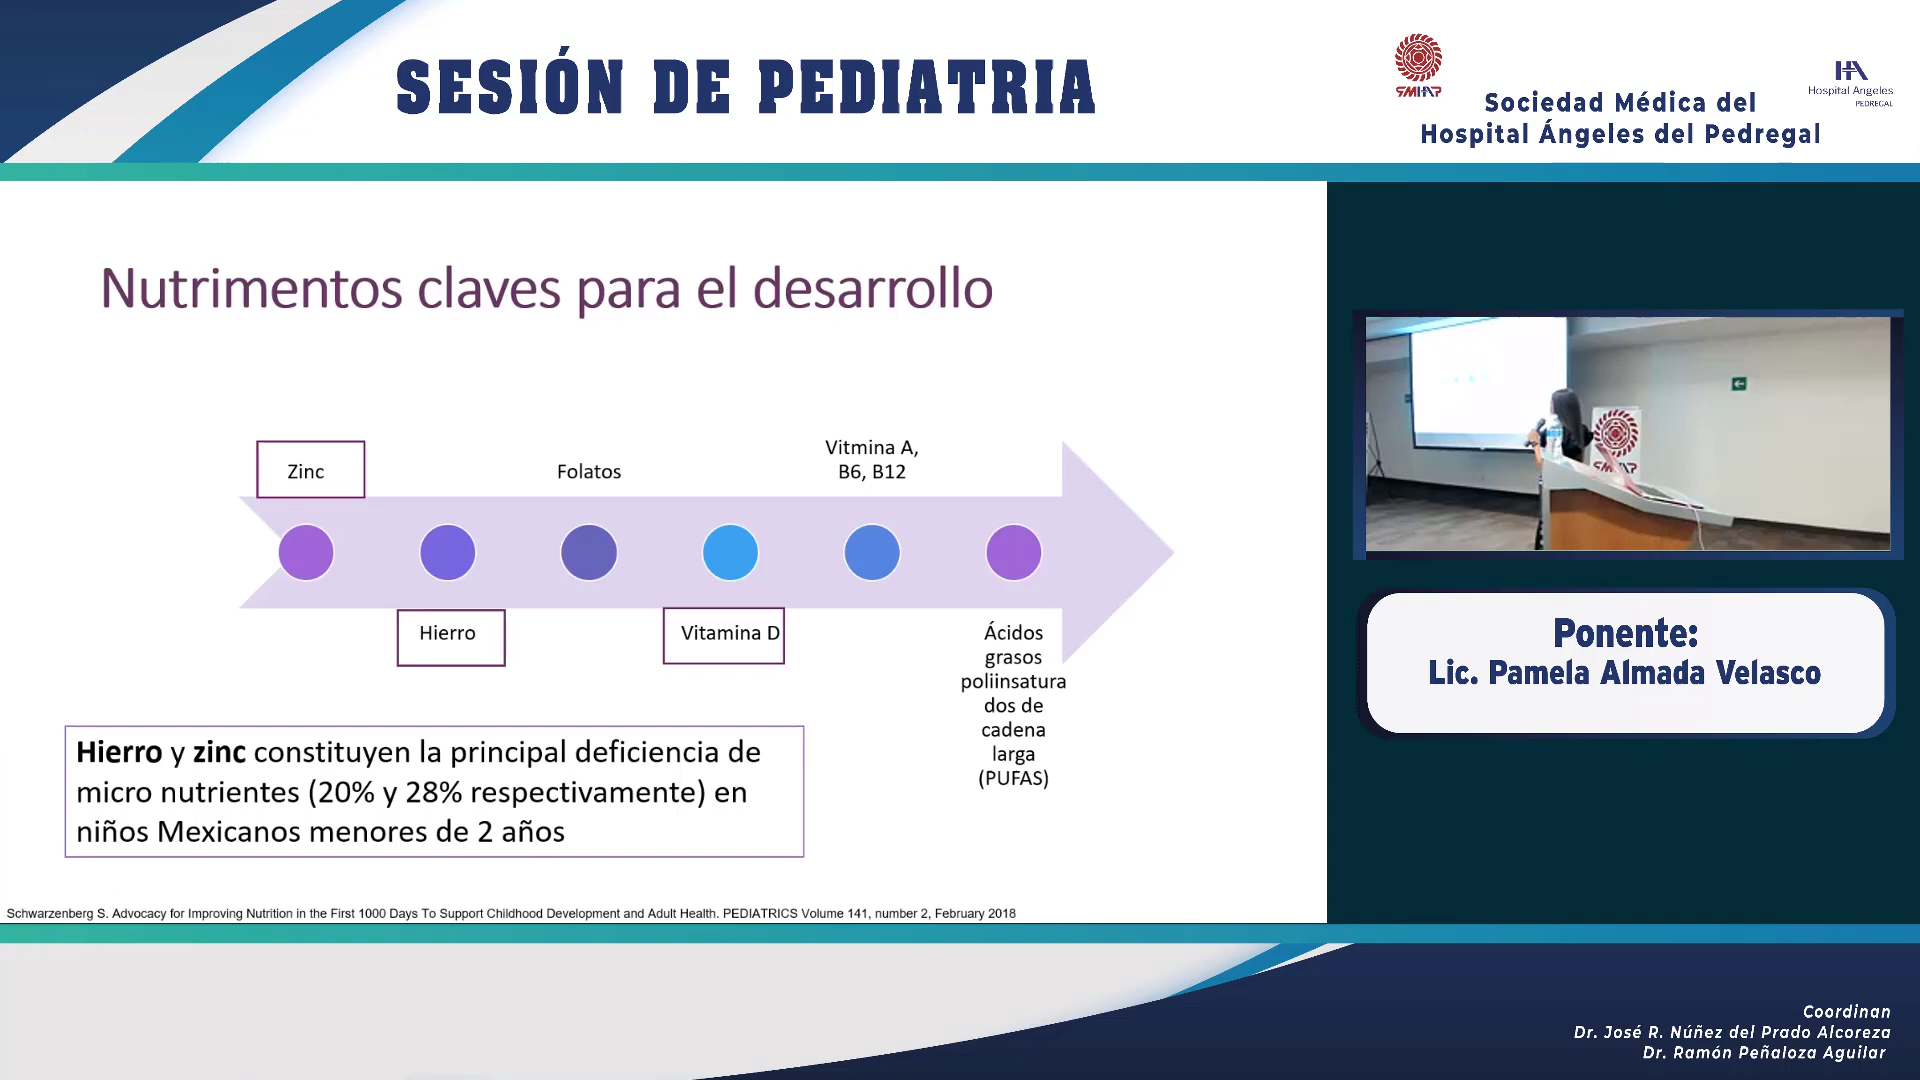 SESIÓN DE PEDIATRIA
SMHAP
Sociedad Médica del
Hospital Ángeles del Pedregal
HA
Hospital Angeles
PEDREGAL
Nutrimentos claves para el desarrollo
Zinc
Folatos
Vitmina A,
B6, B12
Hierro
Vitamina D
Ácidos
grasos
poliinsatura
dos de
cadena
larga
(PUFAS)
Hierro y zinc constituyen la principal deficiencia de
micro nutrientes (20% y 28% respectivamente) en
niños Mexicanos menores de 2 años
Schwarzenberg S. Advocacy for Improving Nutrition in the First 1000 Days To Support Childhood Development and Adult Health. PEDIATRICS Volume 141, number 2, February 2018
SMHAP
Ponente:
Lic. Pamela Almada Velasco
Coordinan
Dr. José R. Núñez del Prado Alcoreza
Dr. Ramón Peñaloza Aguilar